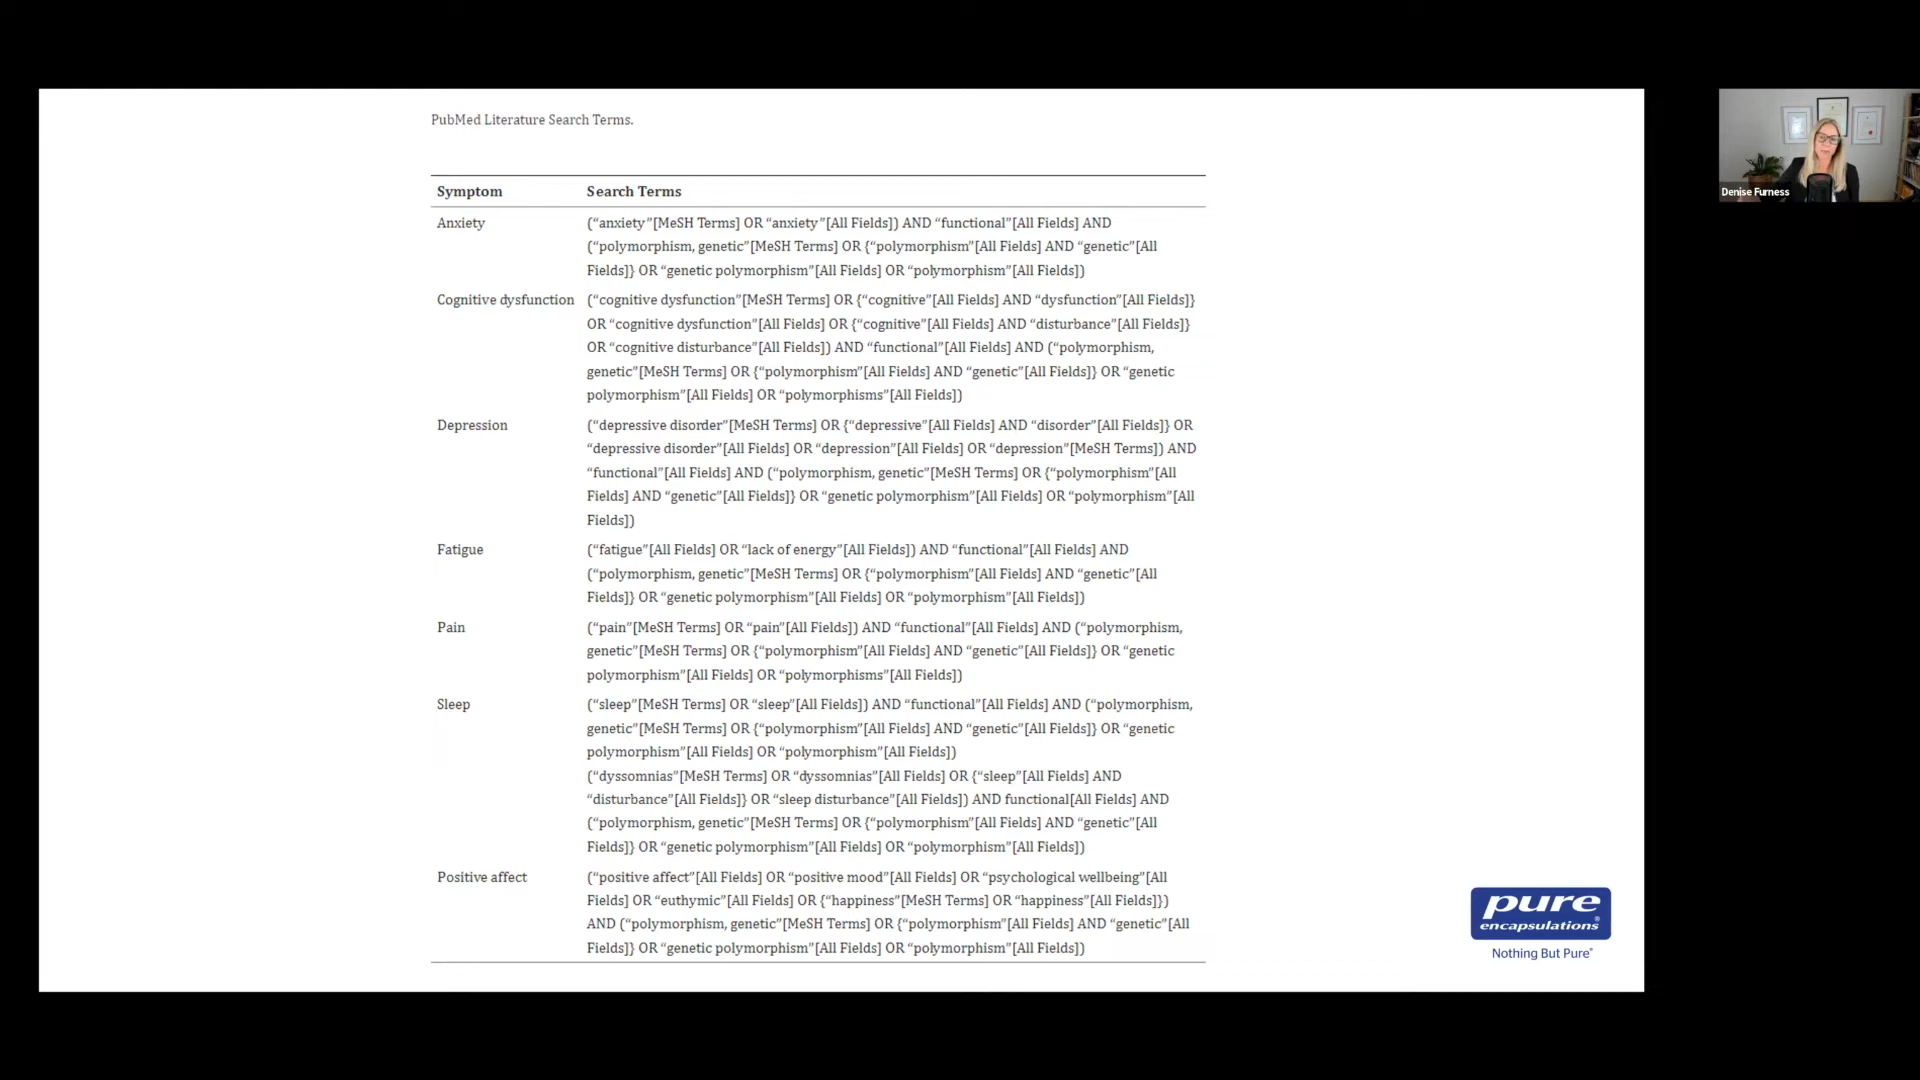 PubMed Literature Search Terms.
Symptom Search Terms
Anxiety (“anxiety”[MeSH Terms] OR “anxiety”[All Fields]) AND “functional”[All Fields] AND
(“polymorphism, genetic”[MeSH Terms] OR {“polymorphism”[All Fields] AND “genetic”[All
Fields]} OR “genetic polymorphism”[All Fields] OR “polymorphism”[All Fields])
Cognitive dysfunction (“cognitive dysfunction”[MeSH Terms] OR {“cognitive”[All Fields] AND “dysfunction”[All Fields]}
OR “cognitive dysfunction”[All Fields] OR {“cognitive”[All Fields] AND “disturbance”[All Fields]}
OR “cognitive disturbance”[All Fields]) AND “functional”[All Fields] AND (“polymorphism,
genetic”[MeSH Terms] OR {“polymorphism”[All Fields] AND “genetic”[All Fields]} OR “genetic
polymorphism”[All Fields] OR “polymorphisms”[All Fields])
Depression (“depressive disorder”[MeSH Terms] OR {“depressive”[All Fields] AND “disorder”[All Fields]} OR
“depressive disorder”[All Fields] OR “depression”[All Fields] OR “depression”[MeSH Terms]) AND
“functional”[All Fields] AND (“polymorphism, genetic”[MeSH Terms] OR {“polymorphism”[All
Fields] AND “genetic”[All Fields]} OR “genetic polymorphism”[All Fields] OR “polymorphism”[All
Fields])
Fatigue (“fatigue”[All Fields] OR “lack of energy”[All Fields]) AND “functional”[All Fields] AND
(“polymorphism, genetic”[MeSH Terms] OR {“polymorphism”[All Fields] AND “genetic”[All
Fields]} OR “genetic polymorphism”[All Fields] OR “polymorphism”[All Fields])
Pain (“pain”[MeSH Terms] OR “pain”[All Fields]) AND “functional”[All Fields] AND (“polymorphism,
genetic”[MeSH Terms] OR {“polymorphism”[All Fields] AND “genetic”[All Fields]} OR “genetic
polymorphism”[All Fields] OR “polymorphisms”[All Fields])
Sleep (“sleep”[MeSH Terms] OR “sleep”[All Fields]) AND “functional”[All Fields] AND (“polymorphism,
genetic”[MeSH Terms] OR {“polymorphism”[All Fields] AND “genetic”[All Fields]} OR “genetic
polymorphism”[All Fields] OR “polymorphism”[All Fields])
(“dyssomnias”[MeSH Terms] OR “dyssomnias”[All Fields] OR {“sleep”[All Fields] AND
“disturbance”[All Fields]} OR “sleep disturbance”[All Fields]) AND functional[All Fields] AND
(“polymorphism, genetic”[MeSH Terms] OR {“polymorphism”[All Fields] AND “genetic”[All
Fields]} OR “genetic polymorphism”[All Fields] OR “polymorphism”[All Fields])
Positive affect (“positive affect”[All Fields] OR “positive mood”[All Fields] OR “psychological wellbeing”[All
Fields] OR “euthymic”[All Fields] OR {“happiness”[MeSH Terms] OR “happiness”[All Fields]})
AND (“polymorphism, genetic”[MeSH Terms] OR {“polymorphism”[All Fields] AND “genetic”[All
Fields]} OR “genetic polymorphism”[All Fields] OR “polymorphism”[All Fields])
pure
encapsulations®
Nothing But Pure®
Denise Furness